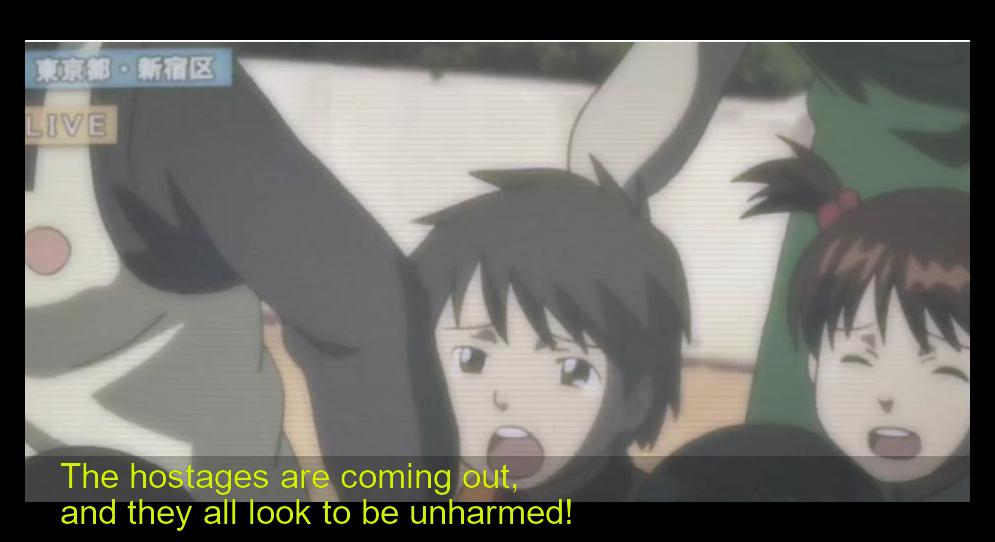 東京都・新宿区
LIVE
The hostages are coming out,
and they all look to be unharmed!